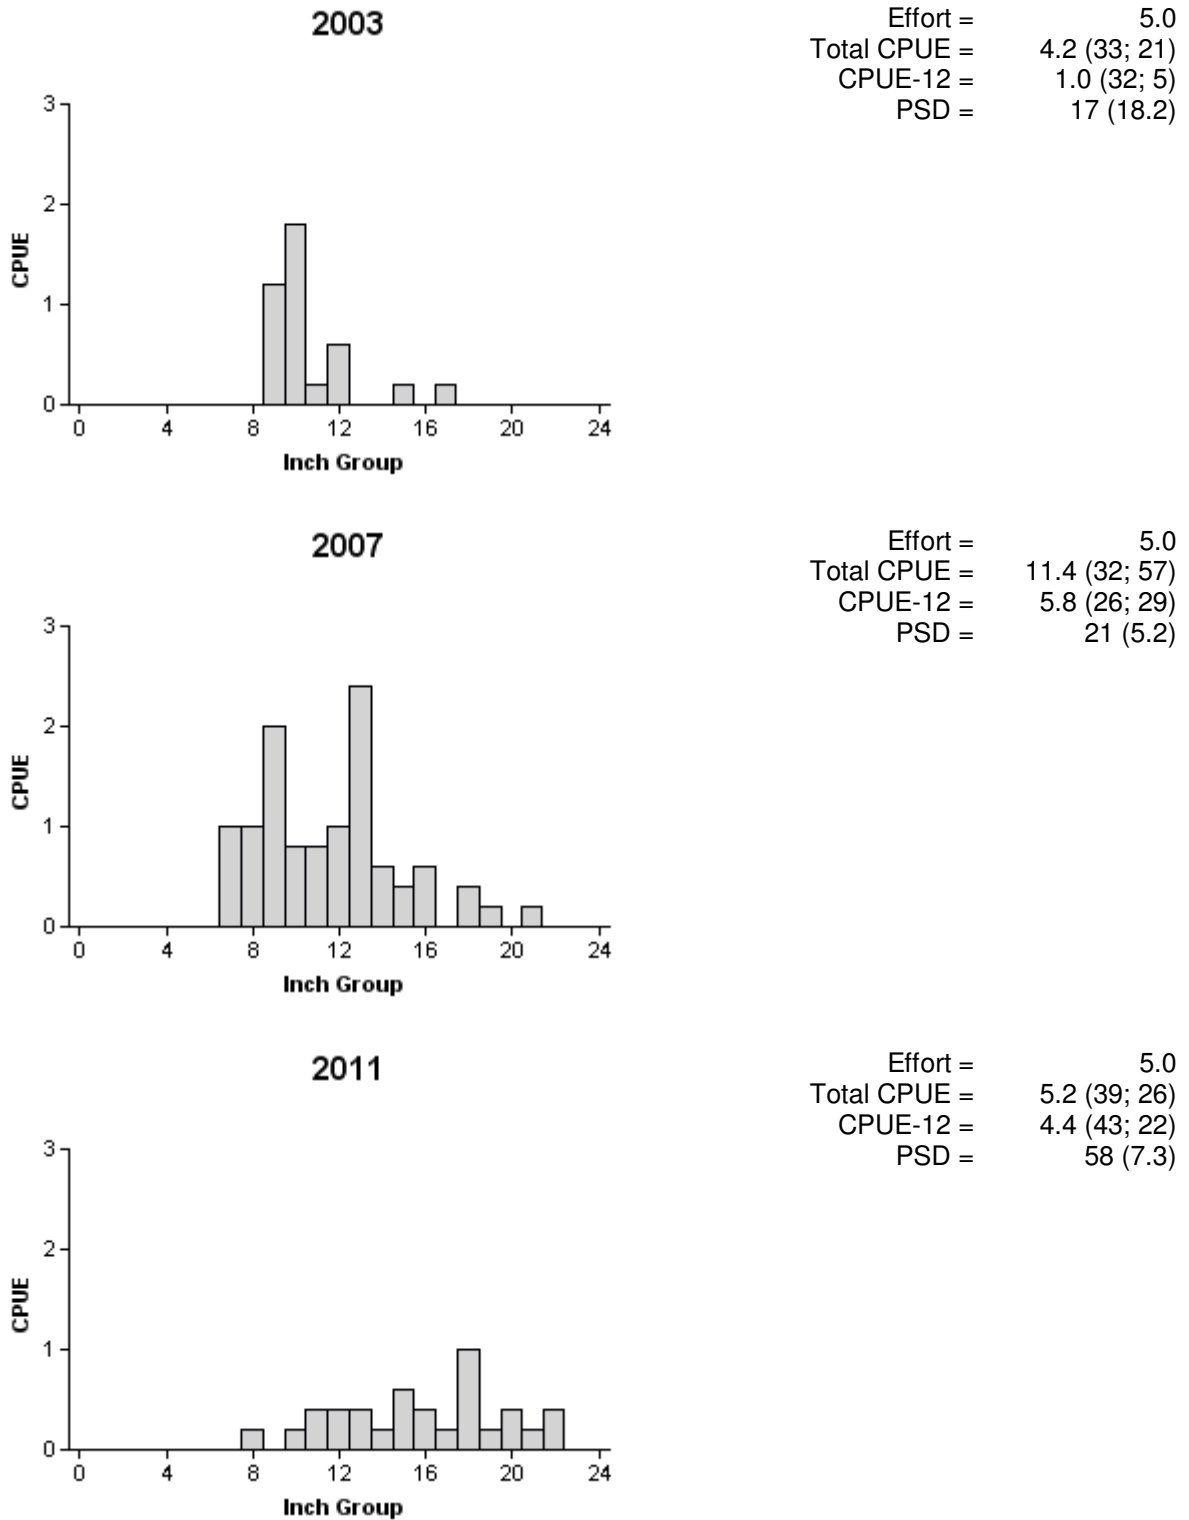 2003
Effort = 5.0
Total CPUE = 4.2 (33; 21)
CPUE-12 = 1.0 (32; 5)
PSD = 17 (18.2)
3
2
1
0
CPUE
0 4 8 12 16 20 24
Inch Group
2007
Effort = 5.0
Total CPUE = 11.4 (32; 57)
CPUE-12 = 5.8 (26; 29)
PSD = 21 (5.2)
3
2
1
0
CPUE
0 4 8 12 16 20 24
Inch Group
2011
Effort = 5.0
Total CPUE = 5.2 (39; 26)
CPUE-12 = 4.4 (43; 22)
PSD = 58 (7.3)
3
2
1
0
CPUE
0 4 8 12 16 20 24
Inch Group